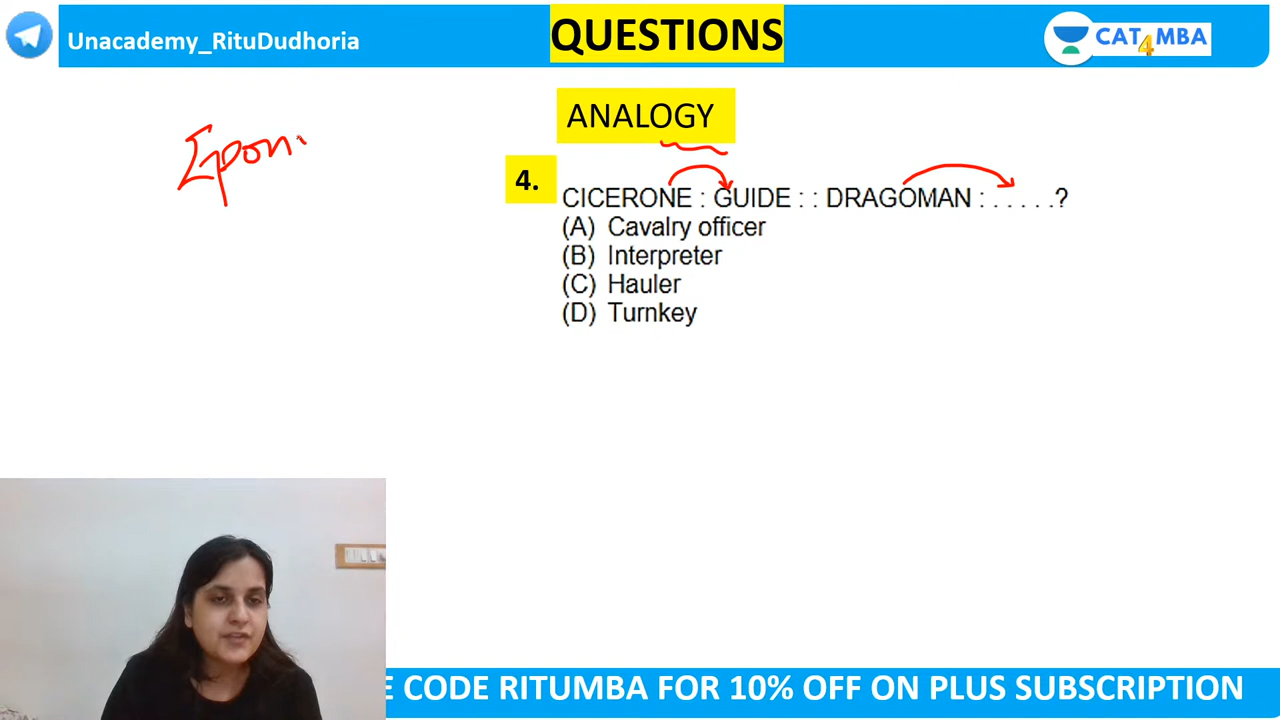 Unacademy_RituDudhoria
QUESTIONS
CAT4MBA
ANALOGY
Epon
4.
CICERONE : GUIDE : : DRAGOMAN : . . . . .?
(A) Cavalry officer
(B) Interpreter
(C) Hauler
(D) Turnkey
E CODE RITUMBA FOR 10% OFF ON PLUS SUBSCRIPTION